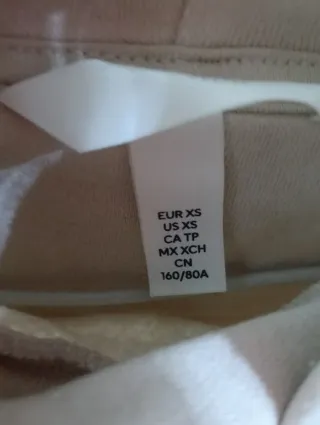 EUR XS
US XS
CA TP
MX XCH
CN
160/80A